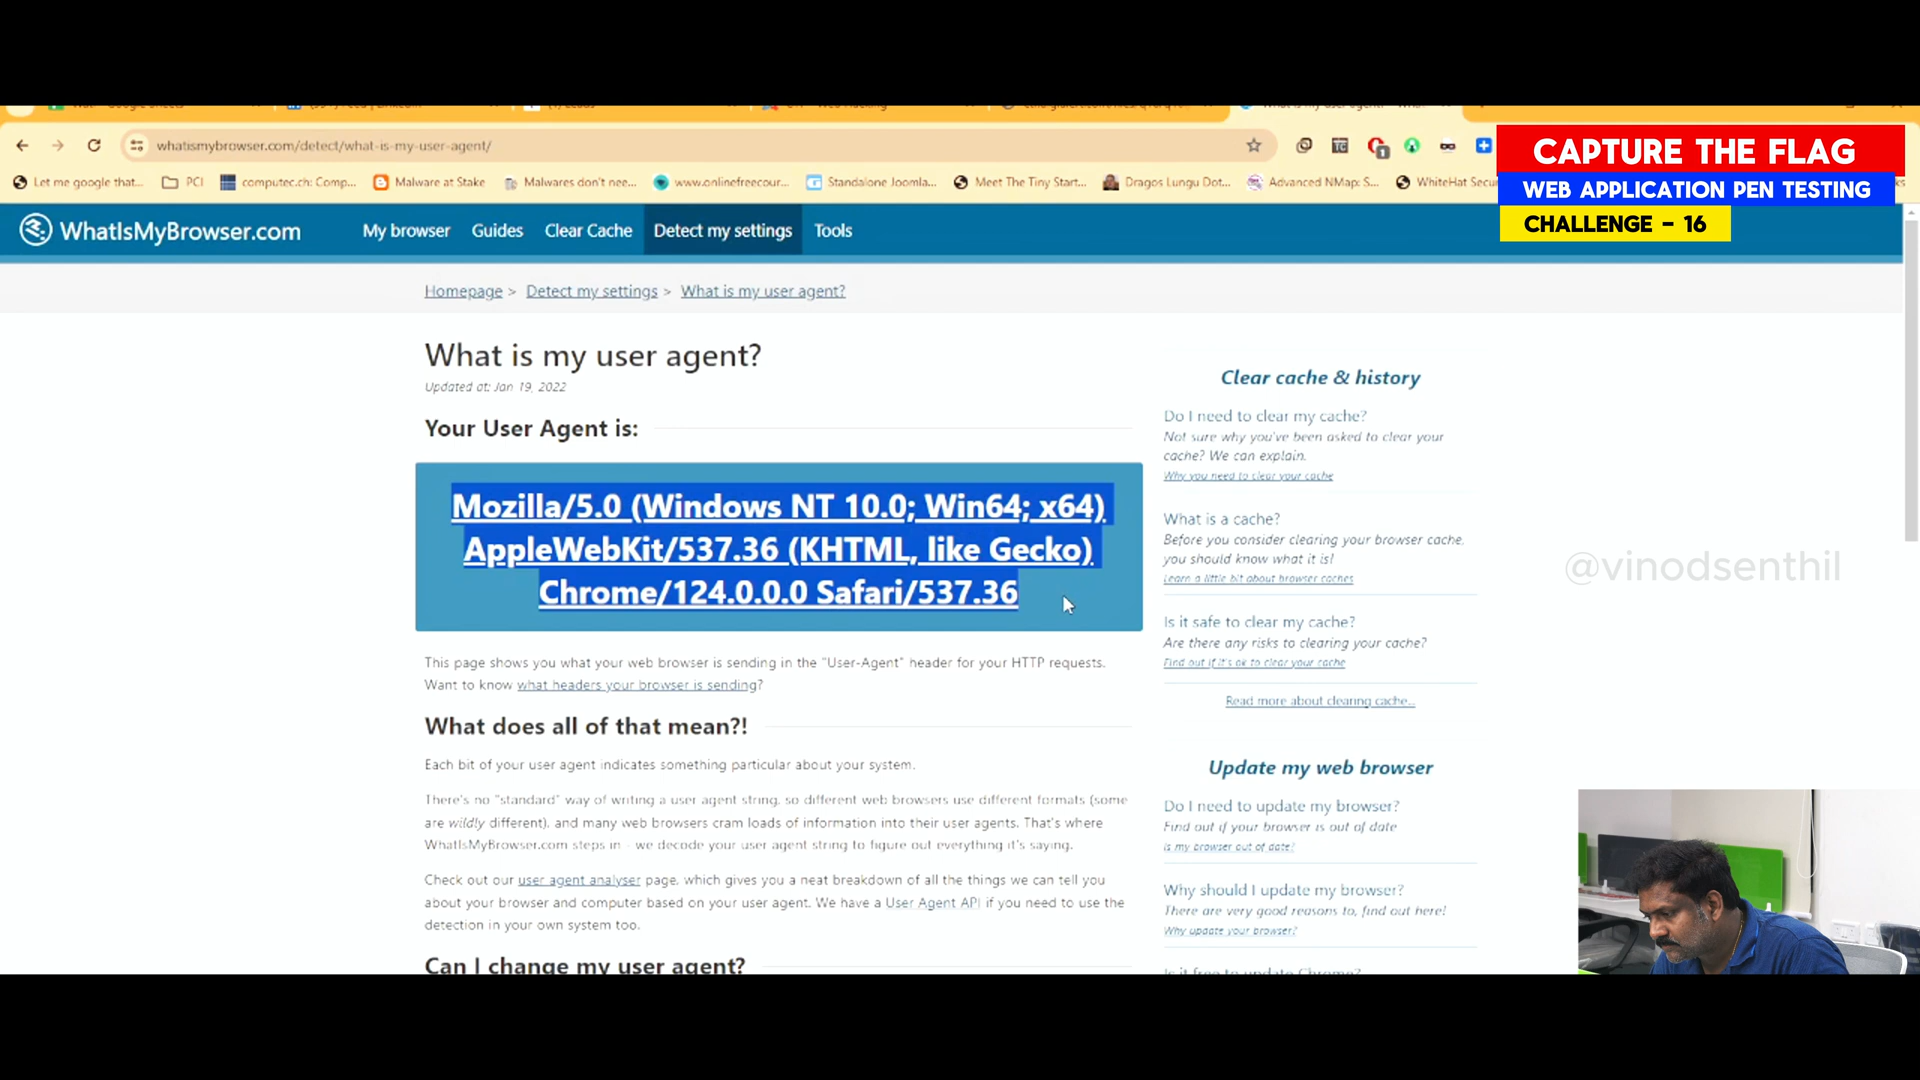 whatismybrowser.com/detect/what-is-my-user-agent/
CAPTURE THE FLAG
WEB APPLICATION PEN TESTING
CHALLENGE - 16
Let me google that...
PCI
computec.ch: Comp...
Malware at Stake
Malwares don't nee...
www.onlinefreecour...
Standalone Joomla...
Meet The Tiny Start...
Dragos Lungu Dot...
Advanced NMap: S...
WhiteHat Secu
WhatIsMyBrowser.com
My browser
Guides
Clear Cache
Detect my settings
Tools
Homepage > Detect my settings > What is my user agent?
What is my user agent?
Updated at: Jan 19, 2022
Your User Agent is:
Mozilla/5.0 (Windows NT 10.0; Win64; x64)
AppleWebKit/537.36 (KHTML, like Gecko)
Chrome/124.0.0.0 Safari/537.36
This page shows you what your web browser is sending in the "User-Agent" header for your HTTP requests.
Want to know what headers your browser is sending?
What does all of that mean?!
Each bit of your user agent indicates something particular about your system.
There's no "standard" way of writing a user agent string, so different web browsers use different formats (some
are wildly different), and many web browsers cram loads of information into their user agents. That's where
WhatIsMyBrowser.com steps in - we decode your user agent string to figure out everything it's saying.
Check out our user agent analyser page, which gives you a neat breakdown of all the things we can tell you
about your browser and computer based on your user agent. We have a User Agent API if you need to use the
detection in your own system too.
Can I change my user agent?
Clear cache & history
Do I need to clear my cache?
Not sure why you've been asked to clear your
cache? We can explain.
Why you need to clear your cache
What is a cache?
Before you consider clearing your browser cache,
you should know what it is!
Learn a little bit about browser caches
Is it safe to clear my cache?
Are there any risks to clearing your cache?
Find out if it's ok to clear your cache
Read more about clearing cache...
Update my web browser
Do I need to update my browser?
Find out if your browser is out of date
Is my browser out of date?
Why should I update my browser?
There are very good reasons to, find out here!
Why update your browser?
Is it free to update Chrome?
@vinodsenthil